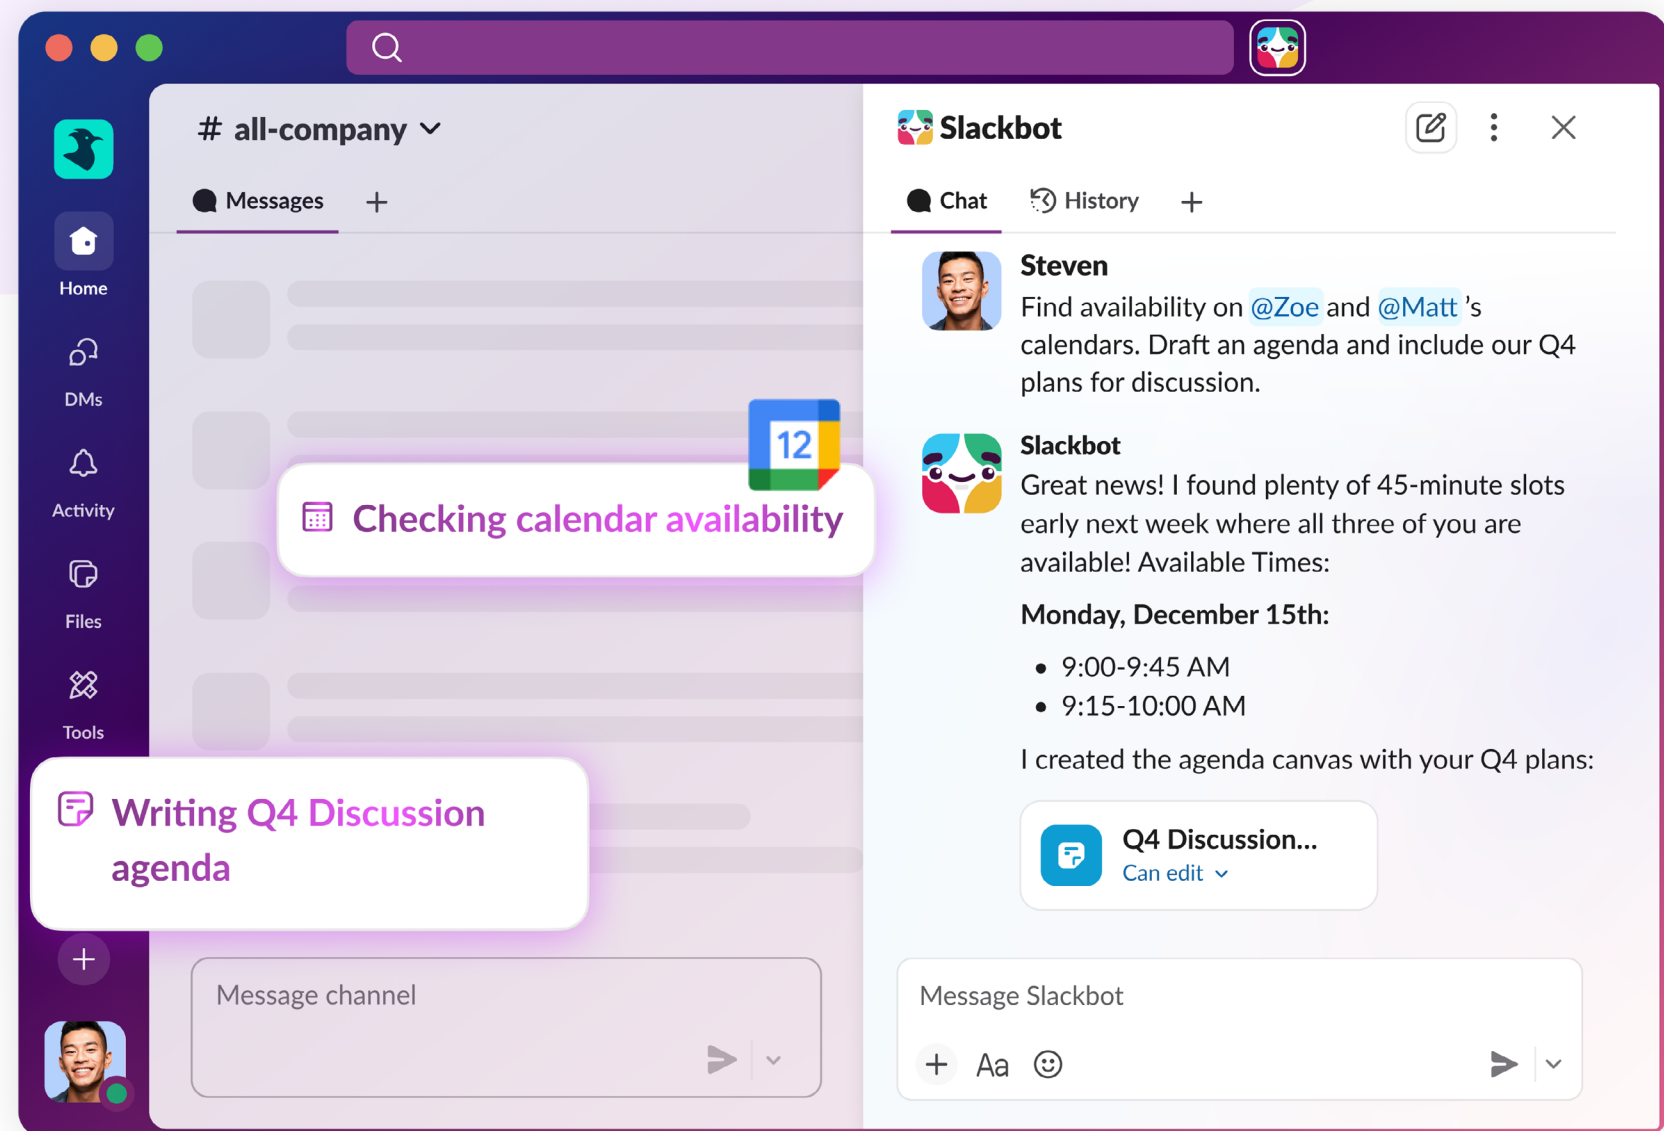 # all-company
Messages
Home
DMs
Activity
Files
Tools
12
Checking calendar availability
Writing Q4 Discussion
agenda
Message channel
Slackbot
Chat
History
Steven
Find availability on @Zoe and @Matt 's
calendars. Draft an agenda and include our Q4
plans for discussion.
Slackbot
Great news! I found plenty of 45-minute slots
early next week where all three of you are
available! Available Times:
Monday, December 15th:
• 9:00-9:45 AM
• 9:15-10:00 AM
I created the agenda canvas with your Q4 plans:
Q4 Discussion...
Can edit
Message Slackbot
Aa